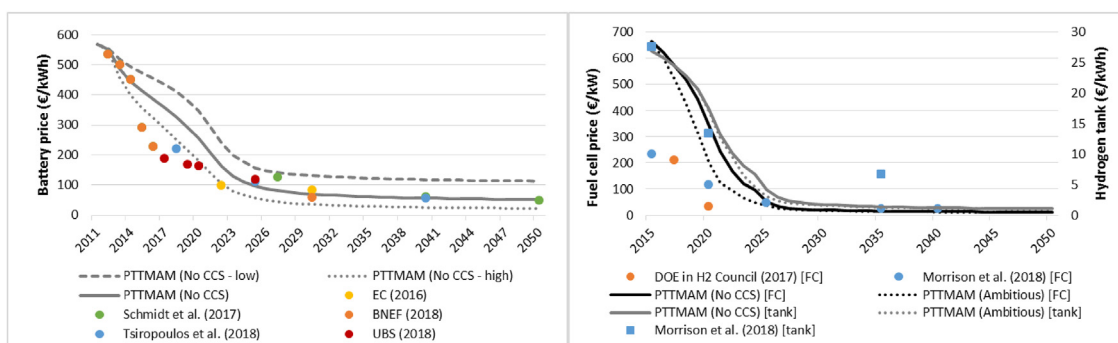 Battery price (€/kWh)
600
500
400
300
200
100
0
2011
2014
2017
2020
2023
2026
2029
2032
2035
2038
2041
2044
2047
2050
PTTMAM (No CCS - low)
PTTMAM (No CCS - high)
PTTMAM (No CCS)
EC (2016)
Schmidt et al. (2017)
BNEF (2018)
Tsiropoulos et al. (2018)
UBS (2018)
Fuel cell price (€/kW)
700
600
500
400
300
200
100
0
2015
2020
2025
2030
2035
2040
2045
2050
Hydrogen tank (€/kWh)
30
25
20
15
10
5
0
DOE in H2 Council (2017) [FC]
Morrison et al. (2018) [FC]
PTTMAM (No CCS) [FC]
PTTMAM (Ambitious) [FC]
PTTMAM (No CCS) [tank]
PTTMAM (Ambitious) [tank]
Morrison et al. (2018) [tank]